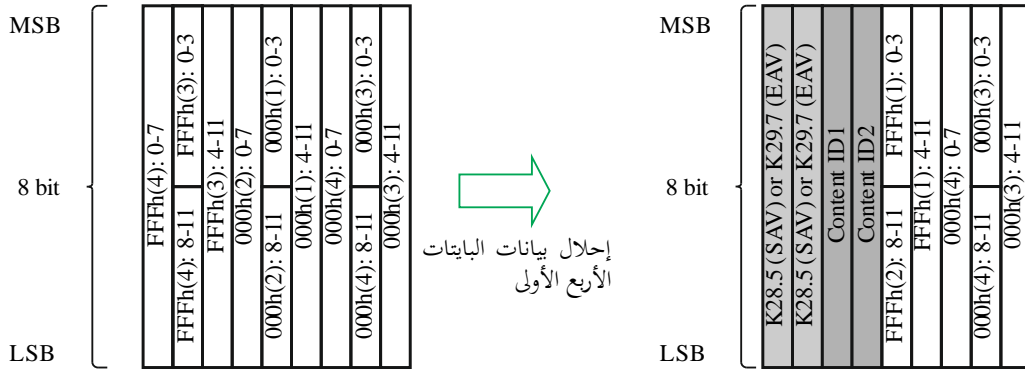 MSB
8 bit
LSB
FFFh(4): 0-7
FFFh(3): 0-3
FFFh(4): 8-11
FFFh(3): 4-11
000h(2): 0-7
000h(1): 0-3
000h(2): 8-11
000h(1): 4-11
000h(4): 0-7
000h(3): 0-3
000h(4): 8-11
000h(3): 4-11
إحلال بيانات البايتات
الأربع الأولى
MSB
8 bit
LSB
K28.5 (SAV) or K29.7 (EAV)
K28.5 (SAV) or K29.7 (EAV)
Content ID1
Content ID2
FFFh(1): 0-3
FFFh(2): 8-11
FFFh(1): 4-11
000h(4): 0-7
000h(3): 0-3
000h(4): 8-11
000h(3): 4-11